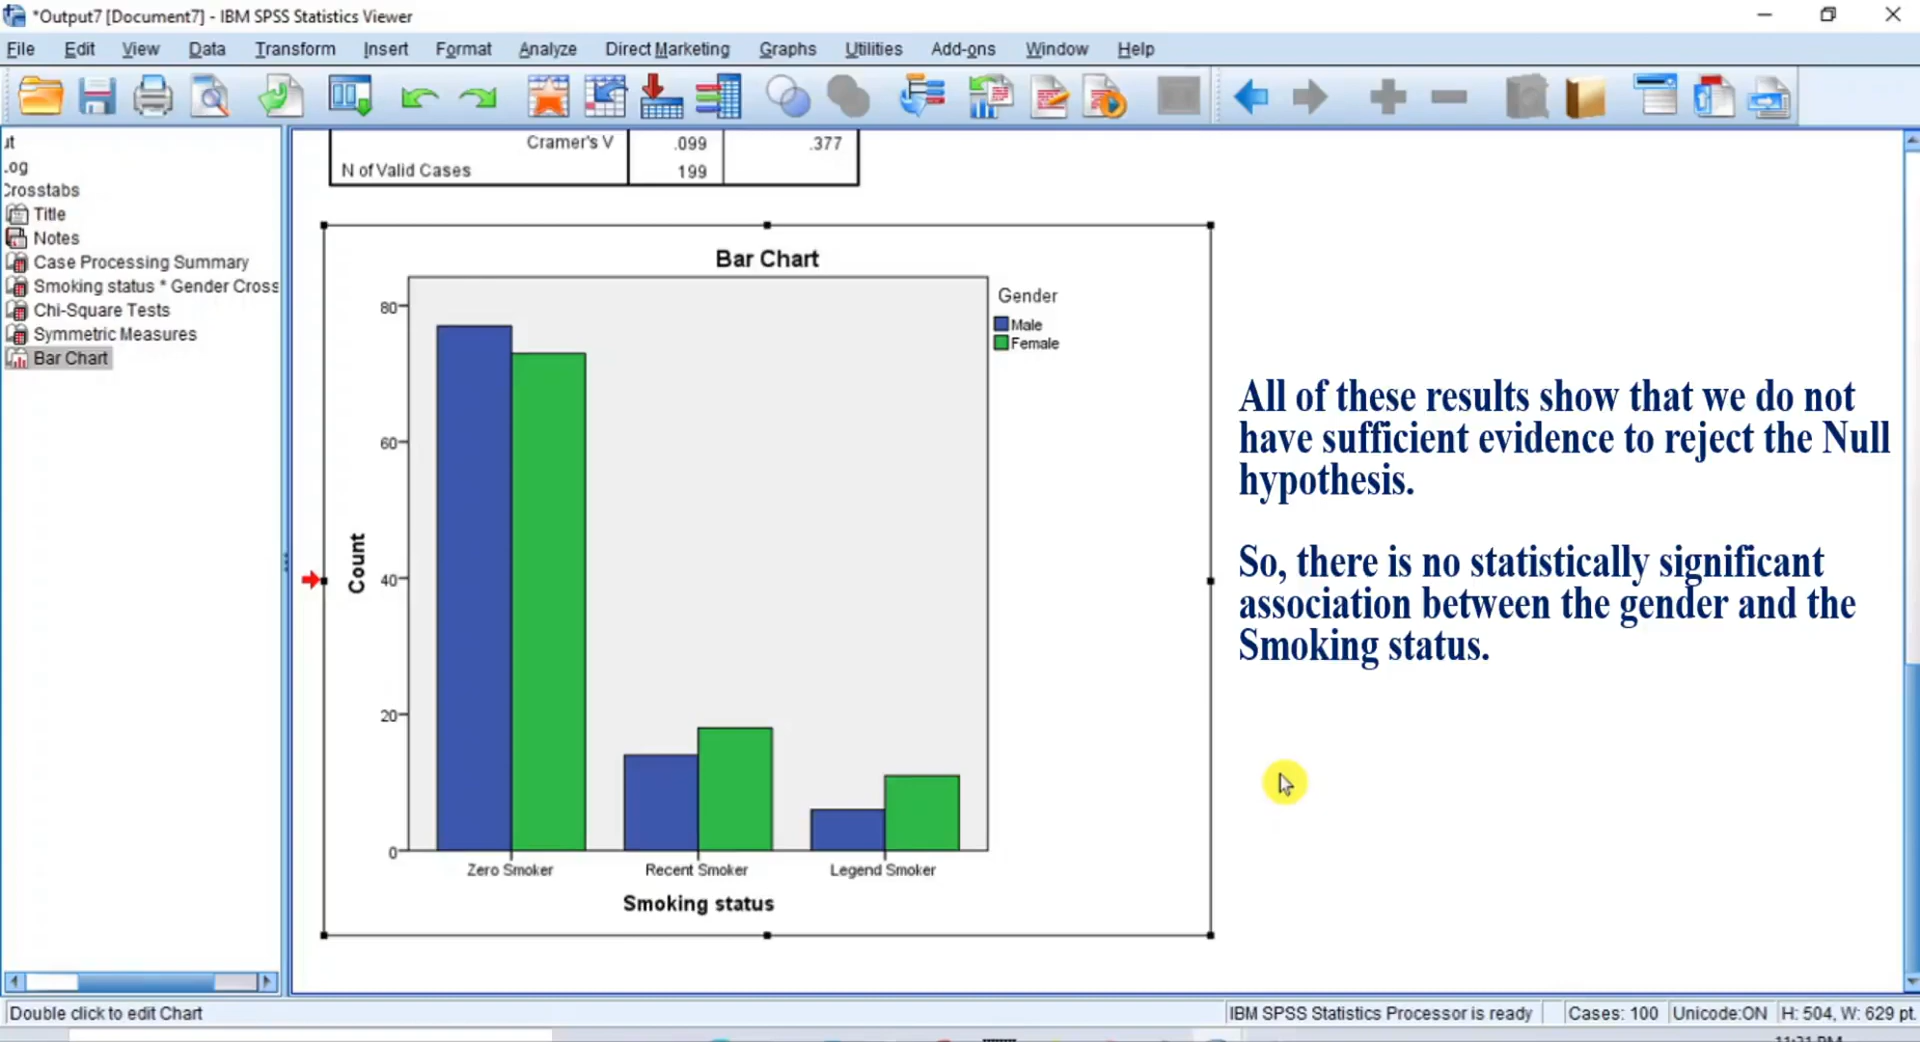 *Output7 [Document7] - IBM SPSS Statistics Viewer
File Edit View Data Transform Insert Format Analyze Direct Marketing Graphs Utilities Add-ons Window Help
Log
Crosstabs
Title
Notes
Case Processing Summary
Smoking status * Gender Cross
Chi-Square Tests
Symmetric Measures
Bar Chart
Cramer's V .099 .377
N of Valid Cases 199
Bar Chart
Gender
Male
Female
80
60
40
20
0
Count
Zero Smoker Recent Smoker Legend Smoker
Smoking status
All of these results show that we do not
have sufficient evidence to reject the Null
hypothesis.
So, there is no statistically significant
association between the gender and the
Smoking status.
Double click to edit Chart
IBM SPSS Statistics Processor is ready Cases: 100 Unicode:ON H: 504, W: 629 pt.